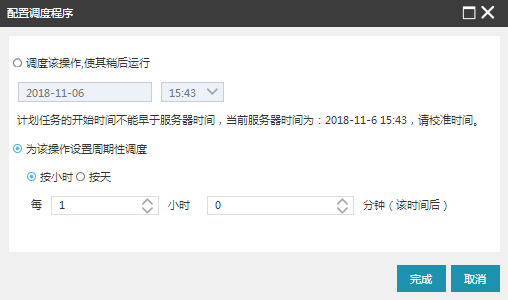 配置调度程序
调度该操作,使其稍后运行
2018-11-06 15:43
计划任务的开始时间不能早于服务器时间，当前服务器时间为：2018-11-6 15:43，请校准时间。
为该操作设置周期性调度
按小时 按天
每 1 小时 0 分钟（该时间后）
完成 取消